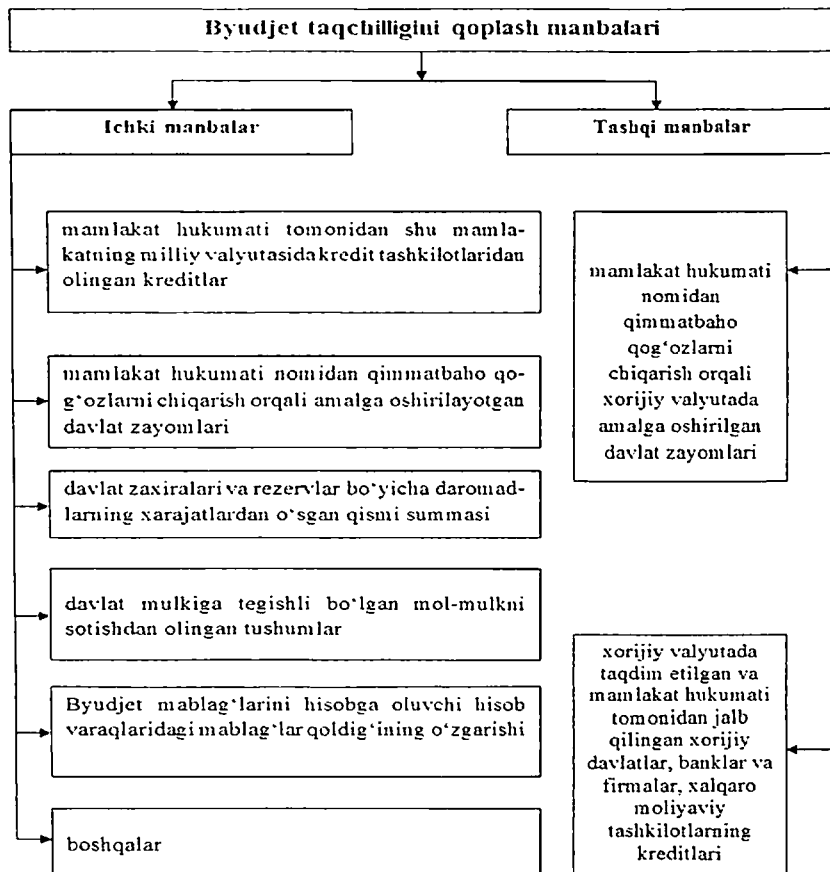 Byudjet taqchilligini qoplash manbalari
Ichki manbalar
Tashqi manbalar
mamlakat hukumati tomonidan shu mamla-
katning milliy valyutasida kredit tashkilotlaridan
olingan kreditlar
mamlakat hukumati nomidan qimmatbaho qo-
g‘ozlarni chiqarish orqali amalga oshirilayotgan
davlat zayomlari
davlat zaxiralari va rezervlar bo‘yicha daromad-
larning xarajatlardan o‘sgan qismi summasi
davlat mulkiga tegishli bo‘lgan mol-mulkni
sotishdan olingan tushumlar
Byudjet mablag‘larini hisobga oluvchi hisob
varaqlaridagi mablag‘lar qoldig‘ining o‘zgarishi
boshqalar
mamlakat hukumati
nomidan
qimmatbaho
qog‘ozlarni
chiqarish orqali
xorijiy valyutada
amalga oshirilgan
davlat zayomlari
xorijiy valyutada
taqdim etilgan va
mamlakat hukumati
tomonidan jalb
qilingan xorijiy
davlatlar, banklar va
firmalar, xalqaro
moliyaviy
tashkilotlarning
kreditlari